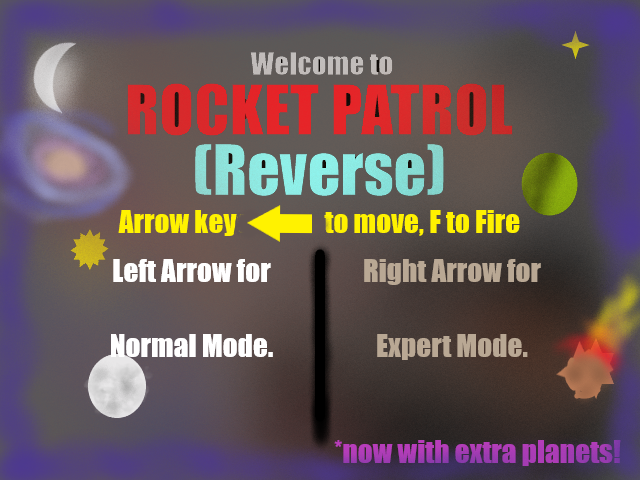 Welcome to
ROCKET PATROL
(Reverse)
Arrow key to move, F to Fire
Left Arrow for
Normal Mode.
Right Arrow for
Expert Mode.
*now with extra planets!